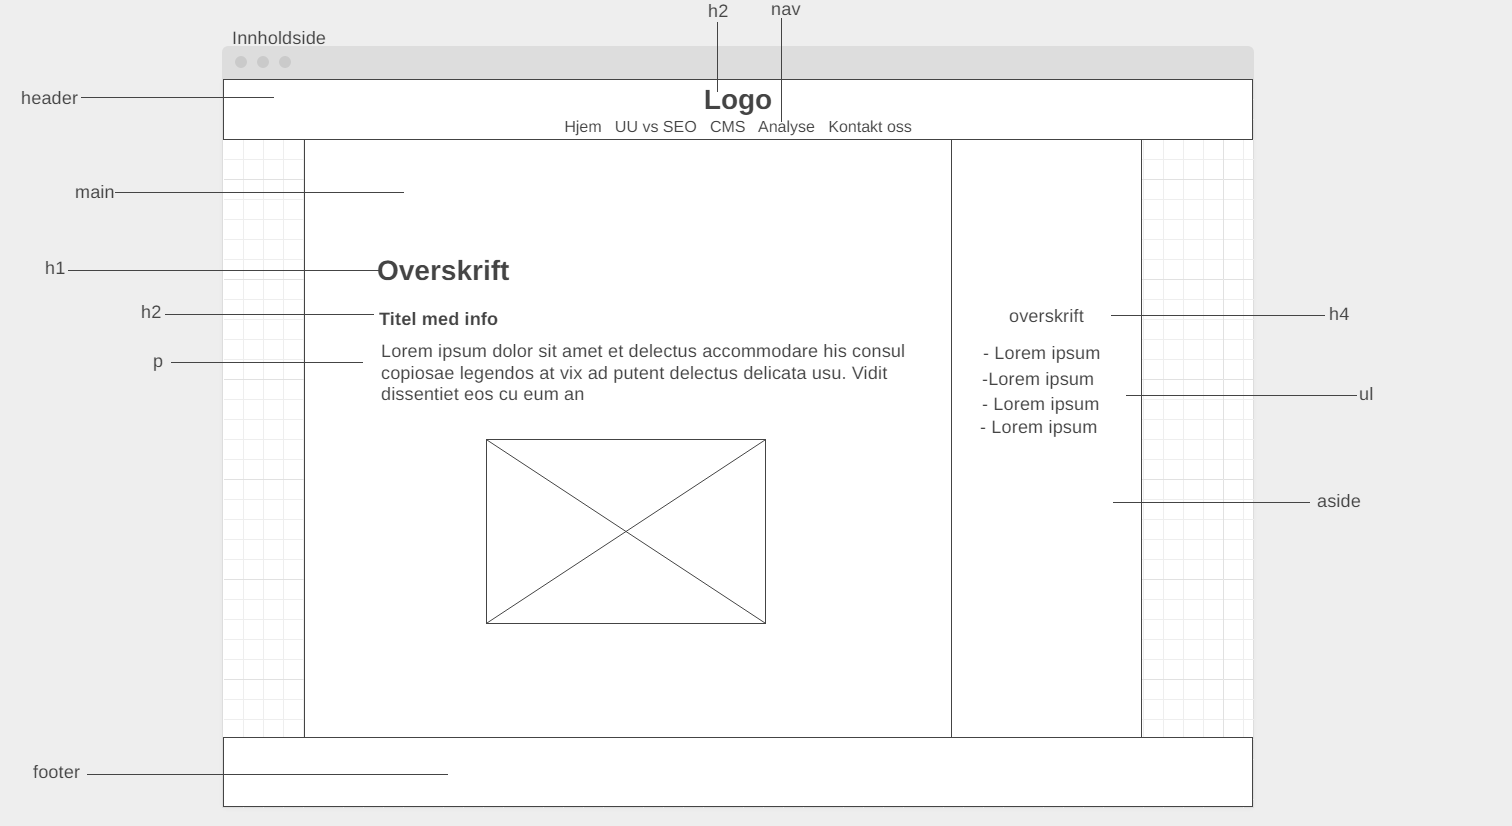 h2
nav
Innholdside
header
Logo
Hjem UU vs SEO CMS Analyse Kontakt oss
main
h1
Overskrift
h2
Titel med info
overskrift
h4
p
Lorem ipsum dolor sit amet et delectus accommodare his consul
copiosae legendos at vix ad putent delectus delicata usu. Vidit
dissentiet eos cu eum an
- Lorem ipsum
-Lorem ipsum
- Lorem ipsum
- Lorem ipsum
ul
aside
footer